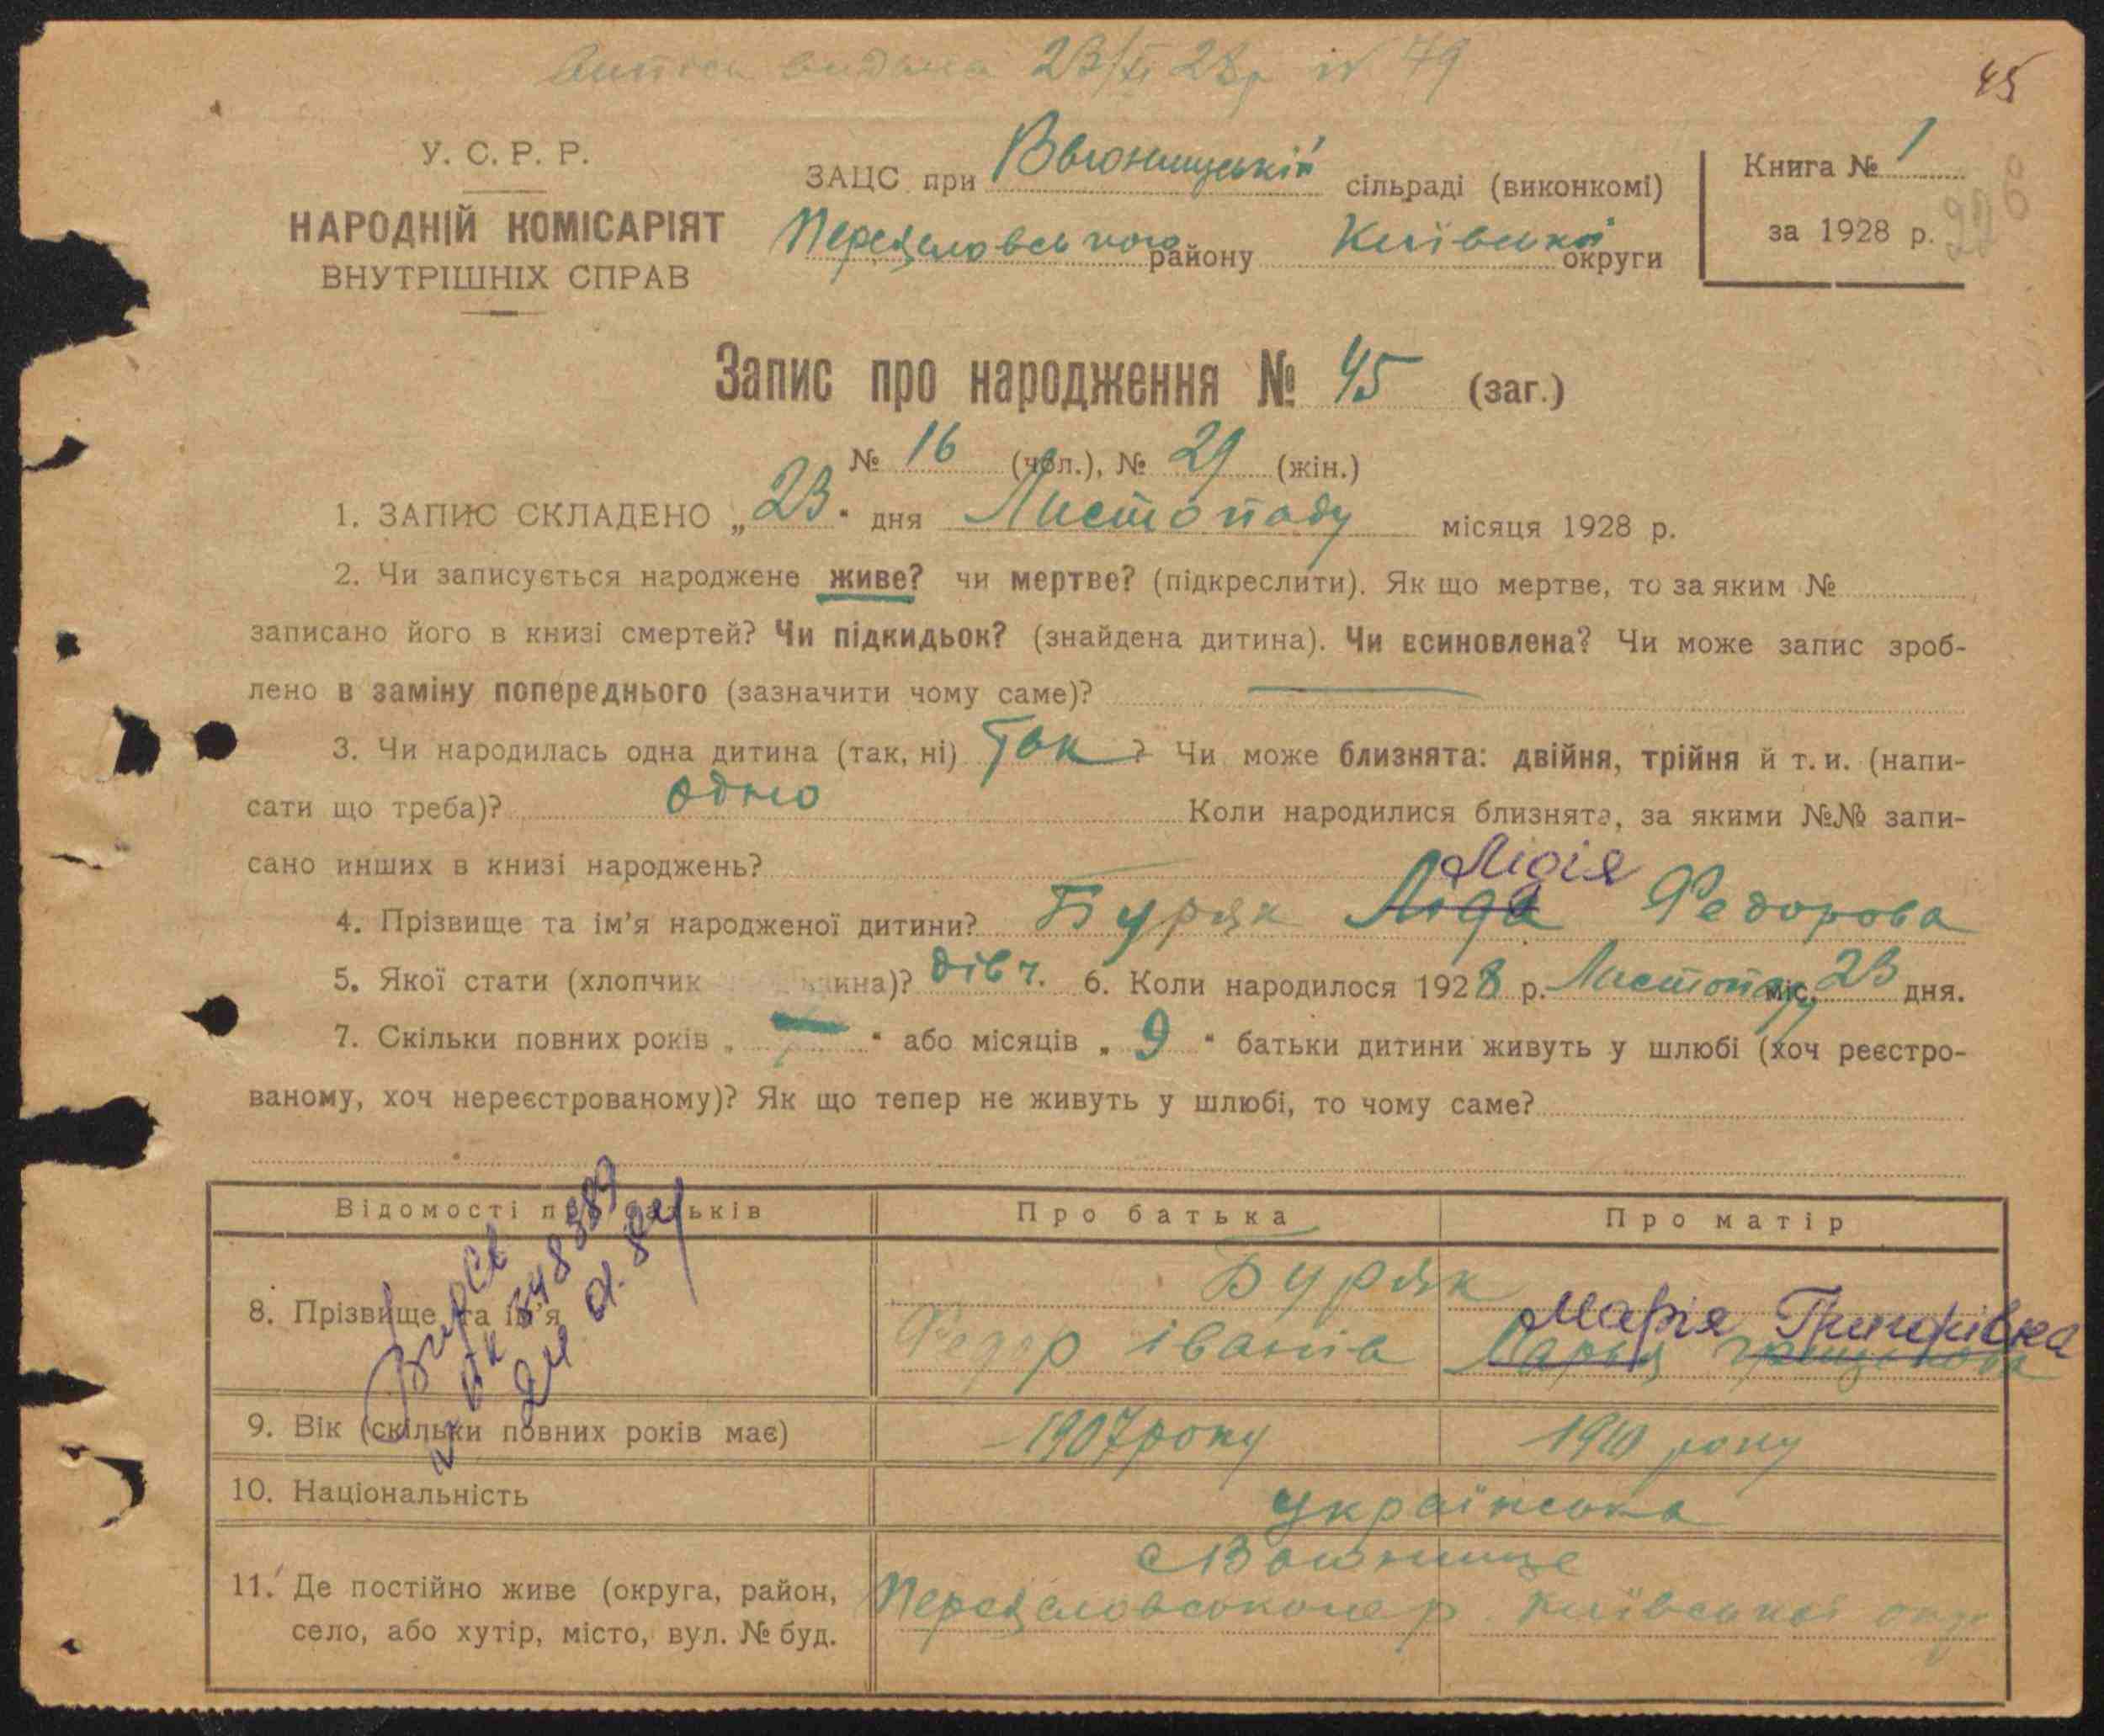 23/XI 28р № 79
45
У. С. Р. Р.
НАРОДНІЙ КОМІСАРІЯТ
ВНУТРІШНІХ СПРАВ
ЗАЦС при Ввюницькій сільраді (виконкомі)
Переяславського району Київської округи
Книга № 1
за 1928 р.
Запис про народження № 45 (заг.)
№ 16 (чол.), № 29 (жін.)
1. ЗАПИС СКЛАДЕНО „23" дня Листопаду місяця 1928 р.
2. Чи записується народжене живе? чи мертве? (підкреслити). Як що мертве, то за яким №
записано його в книзі смертей? Чи підкидьок? (знайдена дитина). Чи всиновлена? Чи може запис зроб-
лено в заміну попереднього (зазначити чому саме)?
3. Чи народилась одна дитина (так, ні) Так? Чи може близнята: двійня, трійня й т. и. (напи-
сати що треба)? одно Коли народилися близнята, за якими №№ запи-
сано инших в книзі народжень?
Лідія
4. Прізвище та ім'я народженої дитини? Буряк Ліда Федорова
5. Якої стати (хлопчик ина)? дівч. 6. Коли народилося 1928 р. Листопаду міс. 23 дня.
7. Скільки повних років „ " або місяців „ 9 " батьки дитини живуть у шлюбі (хоч реєстро-
ваному, хоч нереєстрованому)? Як що тепер не живуть у шлюбі, то чому саме?
Відомості про батьків Про батька Про матір
8. Прізвище та ім'я Буряк
Марія Григорівна
Федор Іванів Марья
9. Вік (скільки повних років має) 1907 року 1910 року
10. Національність українська
11. Де постійно живе (округа, район,
село, або хутір, місто, вул. № буд.
Київської окр